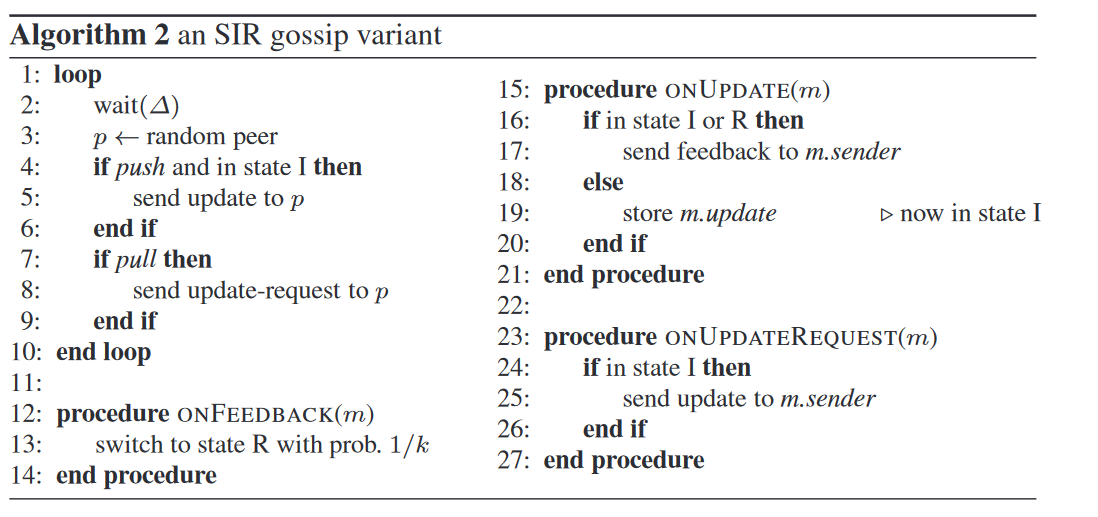 Algorithm 2 an SIR gossip variant
1: loop
2: wait(Δ)
3: p ← random peer
4: if push and in state I then
5: send update to p
6: end if
7: if pull then
8: send update-request to p
9: end if
10: end loop
11:
12: procedure ONFEEDBACK(m)
13: switch to state R with prob. 1/k
14: end procedure
15: procedure ONUPDATE(m)
16: if in state I or R then
17: send feedback to m.sender
18: else
19: store m.update ▷ now in state I
20: end if
21: end procedure
22:
23: procedure ONUPDATEREQUEST(m)
24: if in state I then
25: send update to m.sender
26: end if
27: end procedure